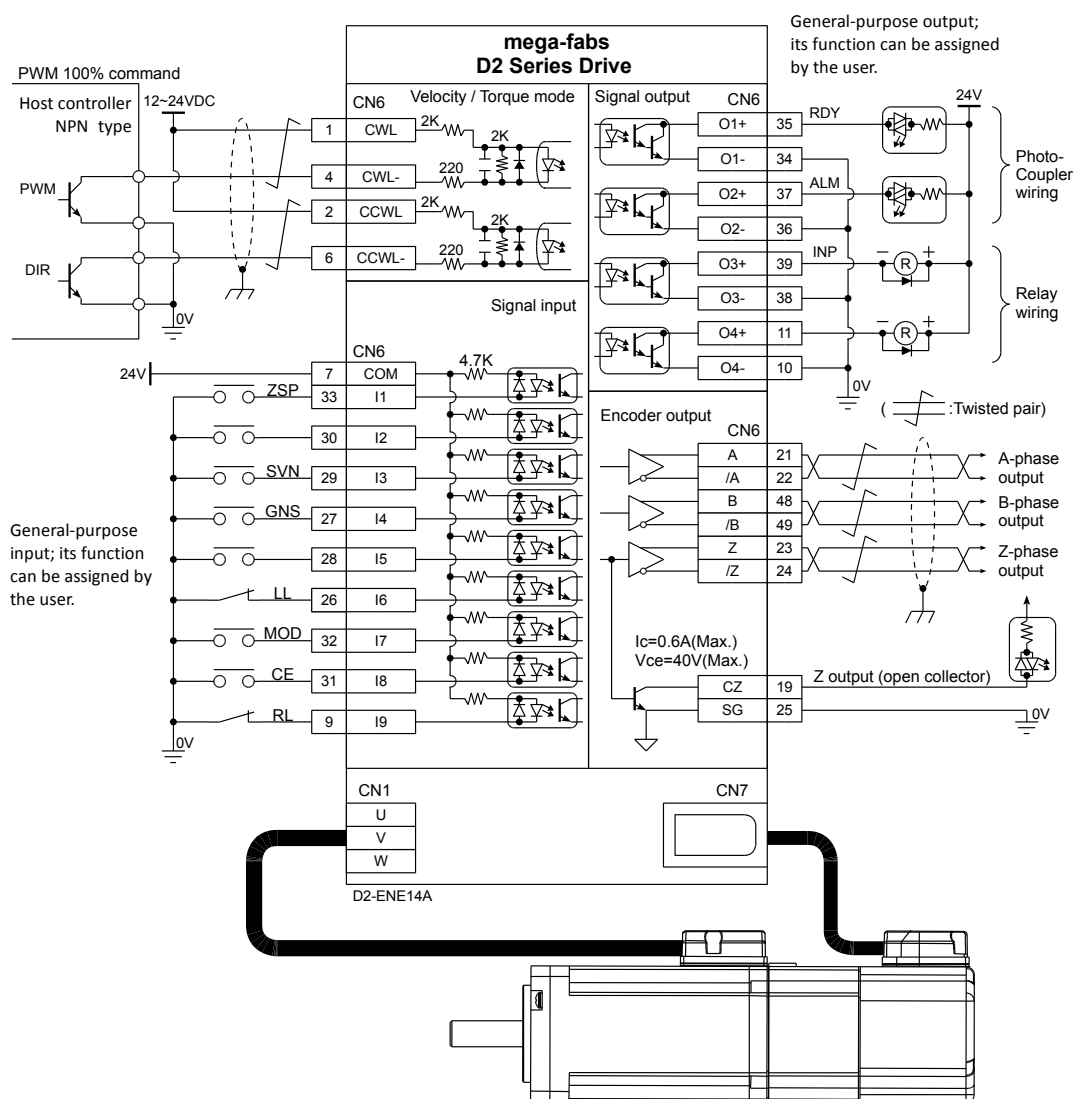 mega-fabs
D2 Series Drive
General-purpose output;
its function can be assigned
by the user.
PWM 100% command
Host controller
NPN type
12~24VDC
PWM
DIR
0V
CN6
Velocity / Torque mode
1 CWL 2K
2K
4 CWL- 220
2 CCWL 2K
2K
6 CCWL- 220
Signal output
CN6
O1+ 35 RDY
O1- 34
O2+ 37 ALM
O2- 36
O3+ 39 INP
O3- 38
O4+ 11
O4- 10
24V
R
R
0V
Photo-
Coupler
wiring
Relay
wiring
Signal input
CN6
4.7K
24V 7 COM
ZSP 33 I1
30 I2
SVN 29 I3
GNS 27 I4
28 I5
LL 26 I6
MOD 32 I7
CE 31 I8
RL 9 I9
0V
General-purpose
input; its function
can be assigned by
the user.
( :Twisted pair)
Encoder output
CN6
A 21
/A 22
B 48
/B 49
Z 23
/Z 24
A-phase
output
B-phase
output
Z-phase
output
Ic=0.6A(Max.)
Vce=40V(Max.)
CZ 19 Z output (open collector)
SG 25
0V
CN1
U
V
W
CN7
D2-ENE14A